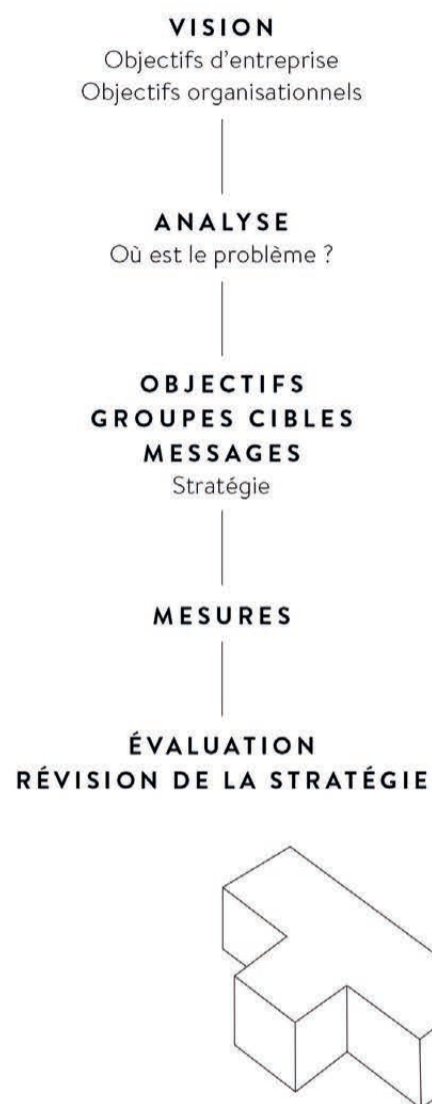 VISION
Objectifs d'entreprise
Objectifs organisationnels
ANALYSE
Où est le problème ?
OBJECTIFS
GROUPES CIBLES
MESSAGES
Stratégie
MESURES
ÉVALUATION
RÉVISION DE LA STRATÉGIE